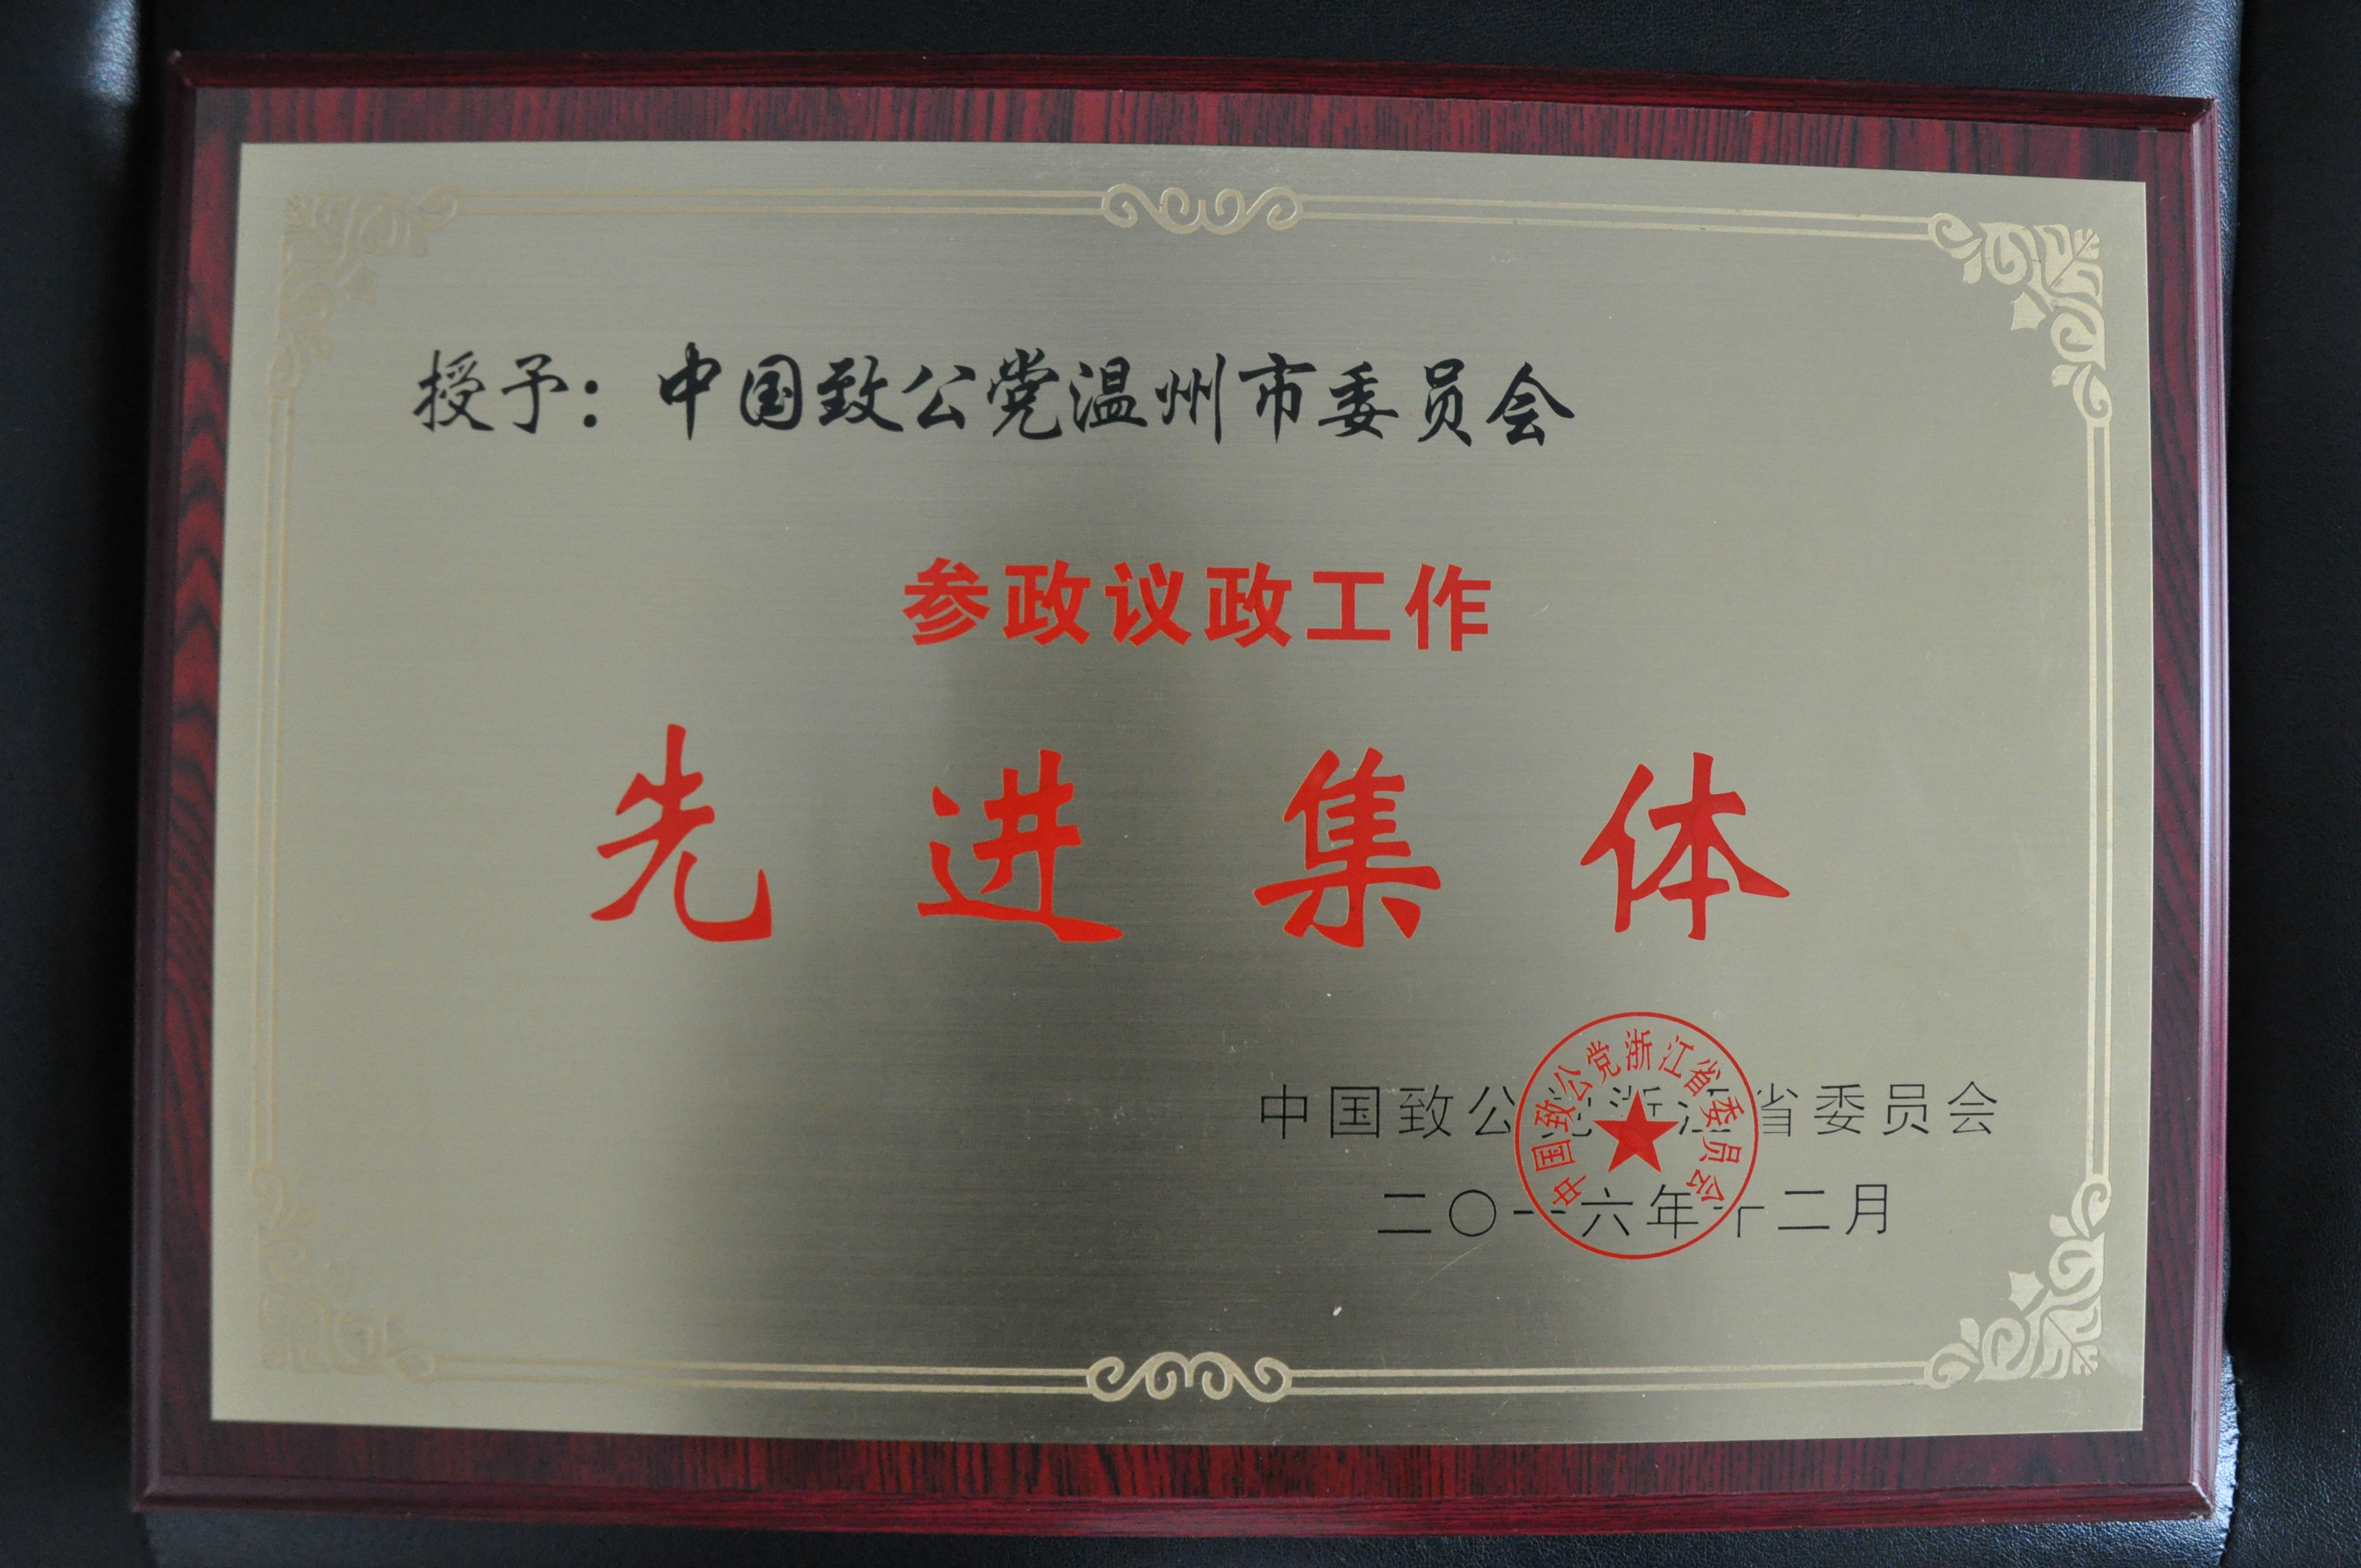 授予：中国致公党温州市委员会
参政议政工作
先进集体
中国致公党浙江省委员会
二〇一六年十二月
中国致公党浙江省委员会